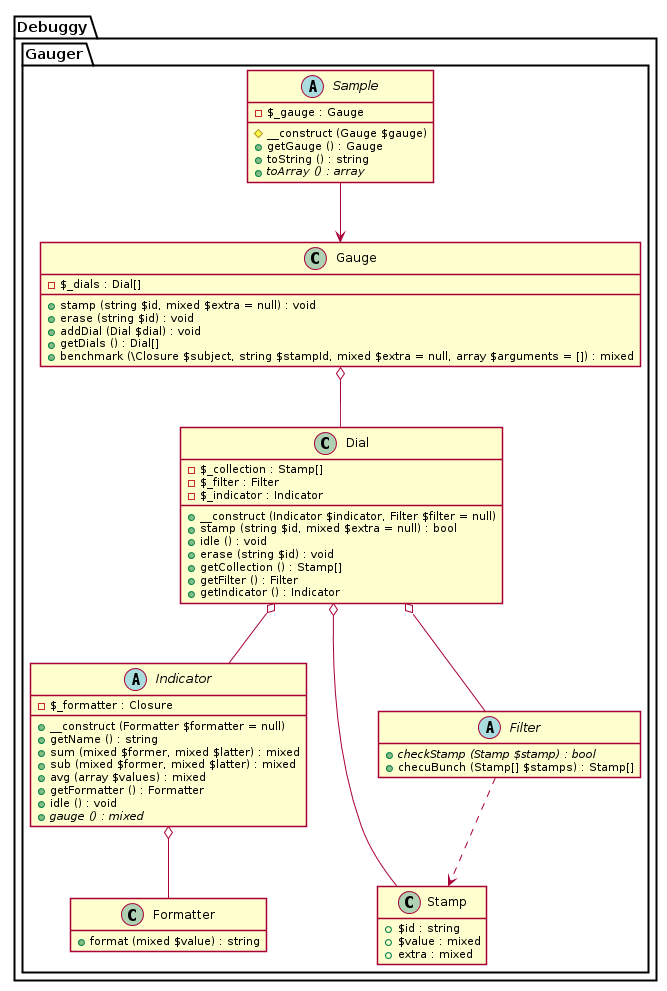 Debuggy
Gauger
A Sample
$_gauge : Gauge
__construct (Gauge $gauge)
getGauge () : Gauge
toString () : string
toArray () : array
C Gauge
$_dials : Dial[]
stamp (string $id, mixed $extra = null) : void
erase (string $id) : void
addDial (Dial $dial) : void
getDials () : Dial[]
benchmark (\Closure $subject, string $stampId, mixed $extra = null, array $arguments = []) : mixed
C Dial
$_collection : Stamp[]
$_filter : Filter
$_indicator : Indicator
__construct (Indicator $indicator, Filter $filter = null)
stamp (string $id, mixed $extra = null) : bool
idle () : void
erase (string $id) : void
getCollection () : Stamp[]
getFilter () : Filter
getIndicator () : Indicator
A Indicator
$_formatter : Closure
__construct (Formatter $formatter = null)
getName () : string
sum (mixed $former, mixed $latter) : mixed
sub (mixed $former, mixed $latter) : mixed
avg (array $values) : mixed
getFormatter () : Formatter
idle () : void
gauge () : mixed
A Filter
checkStamp (Stamp $stamp) : bool
checuBunch (Stamp[] $stamps) : Stamp[]
C Formatter
format (mixed $value) : string
C Stamp
$id : string
$value : mixed
extra : mixed